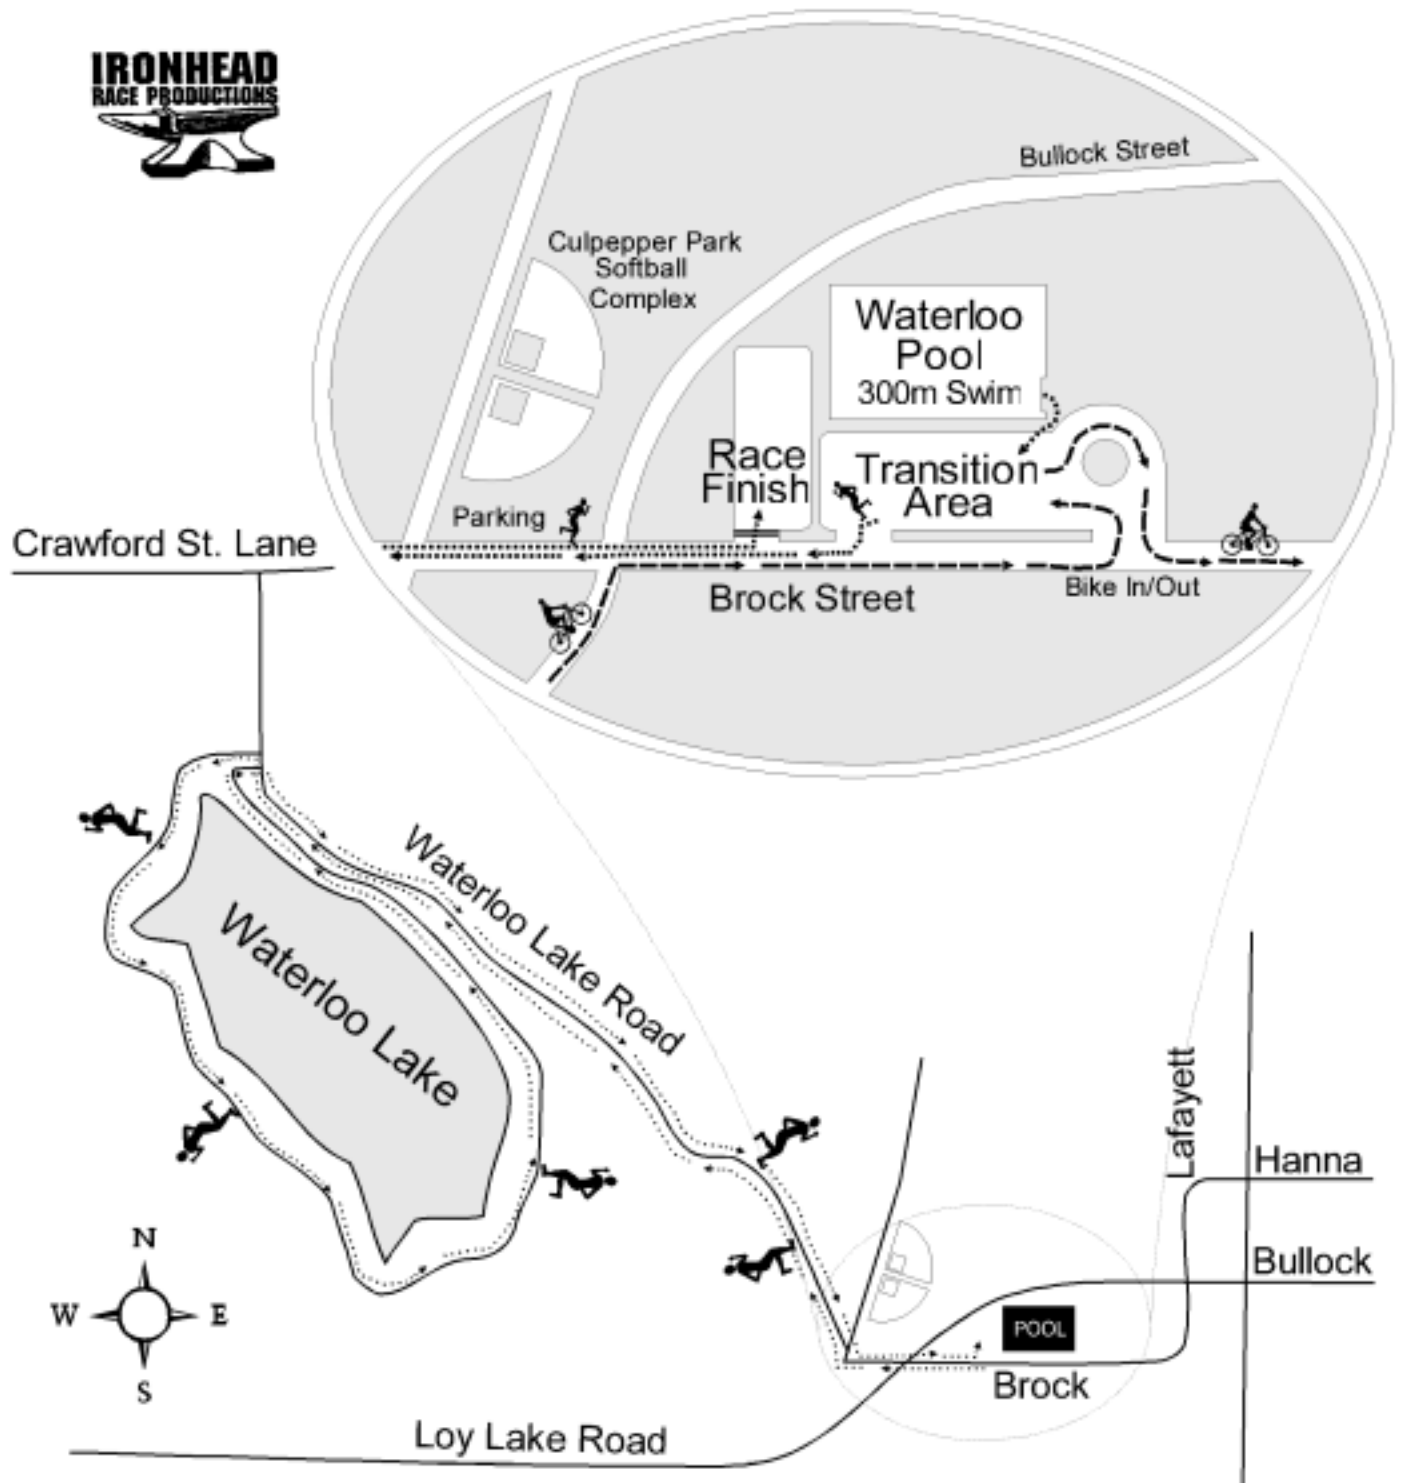 IRONHEAD
RACE PRODUCTIONS
Bullock Street
Culpepper Park
Softball
Complex
Waterloo
Pool
300m Swim
Race
Finish
Transition
Area
Parking
Crawford St. Lane
Bike In/Out
Brock Street
Waterloo Lake Road
Waterloo Lake
Lafayett
Hanna
Bullock
N
W
E
S
POOL
Brock
Loy Lake Road